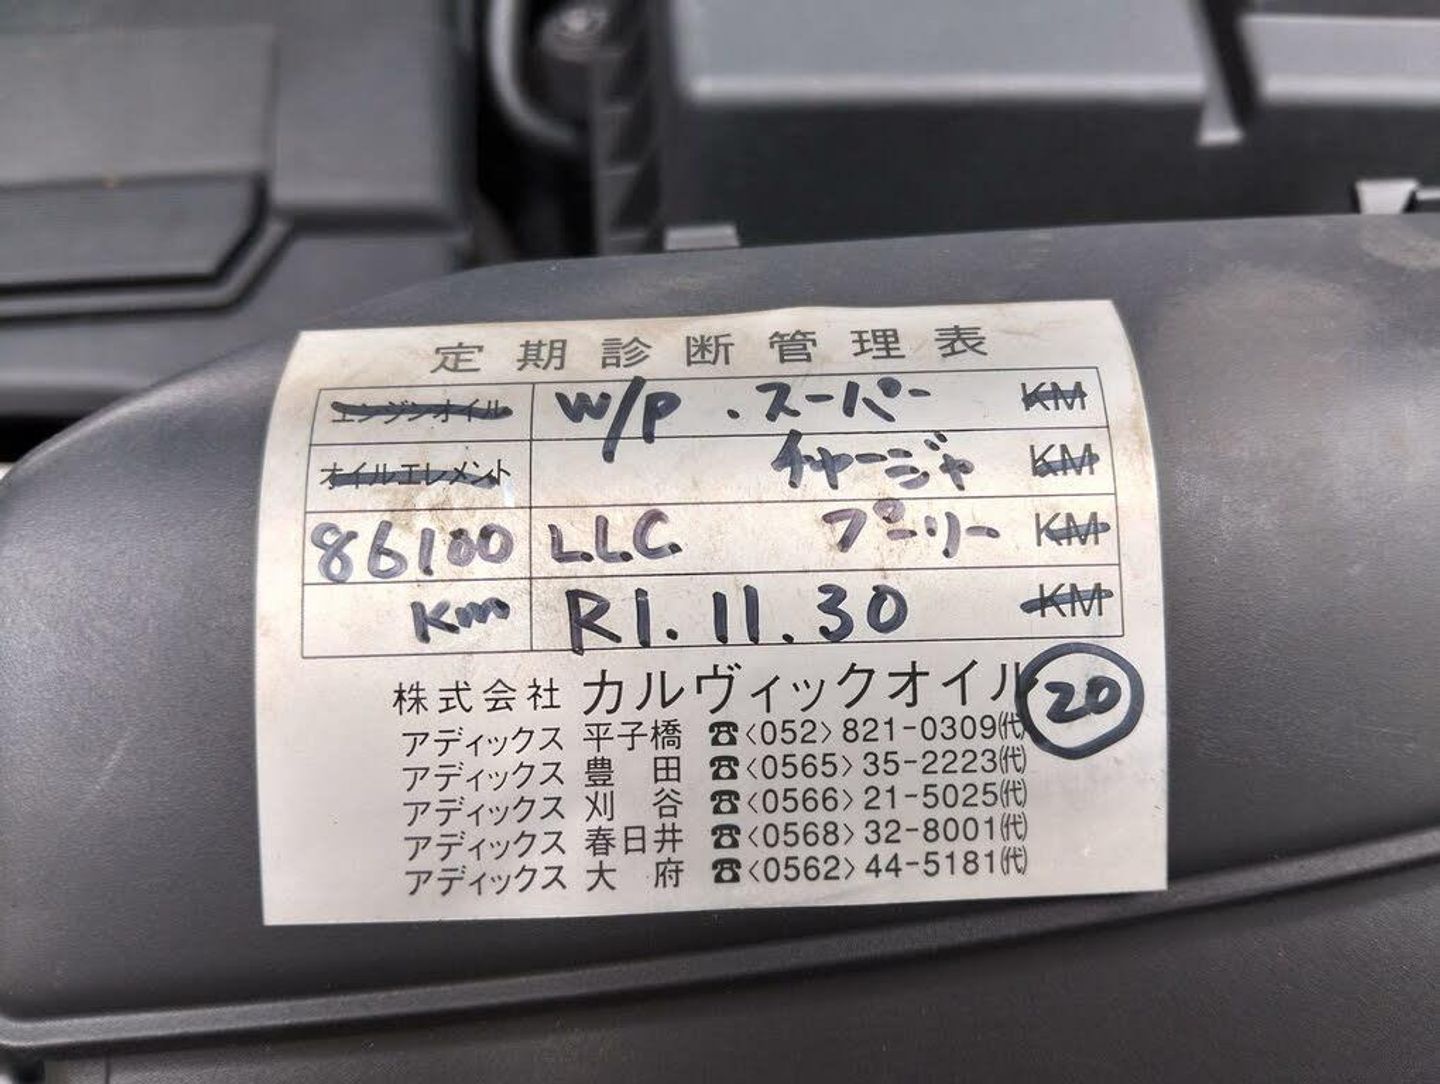 定期診断管理表
エンジンオイル W/P . スーパー KM
オイルエレメント チャージャ KM
86100 L.L.C. プーリー KM
Km R1.11.30 KM
株式会社 カルヴィックオイル 20
アディックス 平子橋 ☎〈052〉821-0309㈹
アディックス 豊田 ☎〈0565〉35-2223㈹
アディックス 刈谷 ☎〈0566〉21-5025㈹
アディックス 春日井 ☎〈0568〉32-8001㈹
アディックス 大府 ☎〈0562〉44-5181㈹